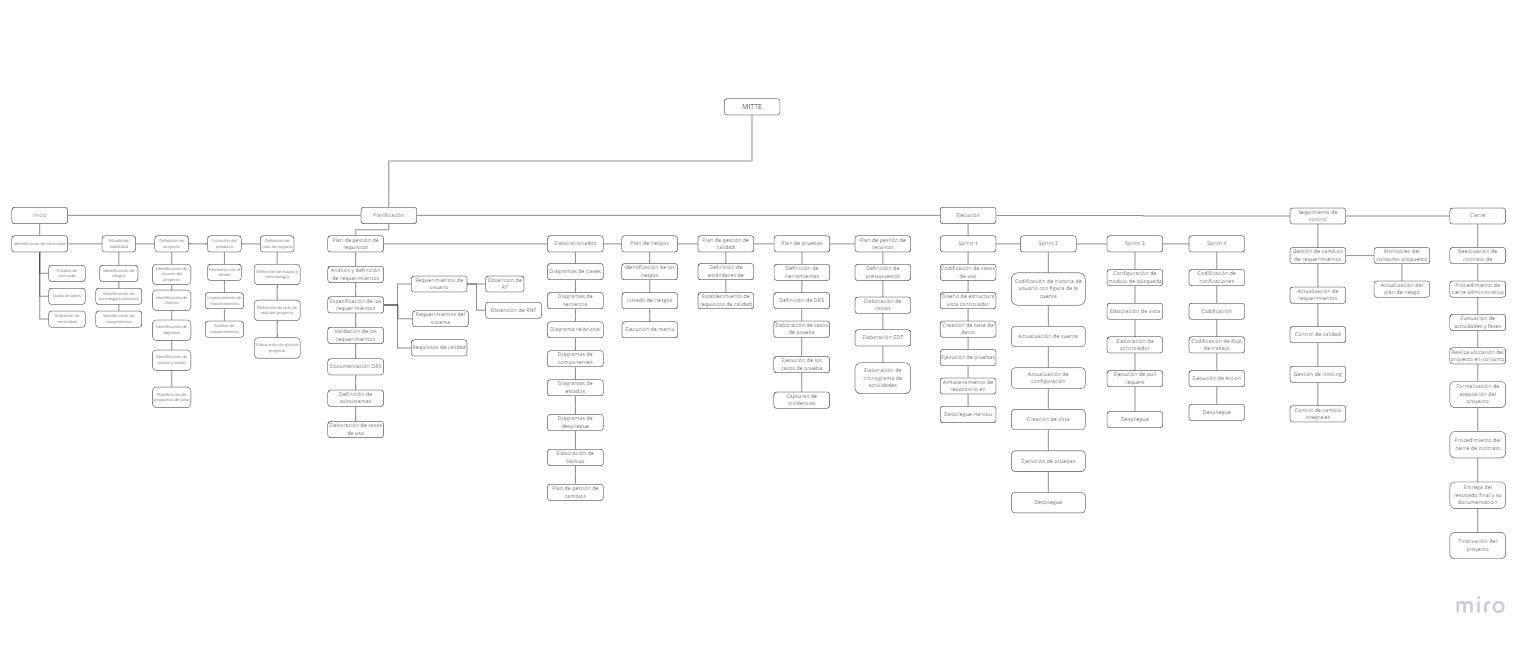 MITTE
Inicio
Planificación
Ejecución
Seguimiento de
control
Cierre
Identificación de necesidad
Estudio de
viabilidad
Definición de
proyecto
Licitación del
producto
Definición de
caso de negocio
Plan de gestión de
requisitos
Elaboracionados
Plan de riesgos
Plan de gestión de
calidad
Plan de pruebas
Plan de gestión de
recursos
Sprint 1
Sprint 2
Sprint 3
Sprint 4
Estudio de
mercado
Definición de
necesidad
Identificación de
riesgos
Identificación de
tecnologías similares
Identificación de
competencias
Identificacion de
alcance del
proyecto
Identificación de
clientes
Identificación de
objetivos
Identificación de
misión y visión
Planificación de
propuestas de valor
Entrevista con el
cliente
Levantamiento de
requerimientos
Análisis de
requerimientos
Definición de etapas y
metodología
Definición de ciclo de
vida del proyecto
Elaboración de plan de
proyecto
Análisis y definición
de requerimientos
Especificación de los
requerimientos
Validación de los
requerimientos
Documentación DRS
Definición de
subsistemas
Elaboración de casos
de uso
Requerimientos de
usuario
Requerimientos del
sistema
Requisitos de calidad
Obtención de
RF
Obtención de RNF
Diagramas de clases
Diagramas de
sentencia
Diagrama relacional
Diagramas de
componentes
Diagramas de
estados
Diagramas de
despliegue
Elaboración de
backup
Plan de gestión de
cambios
Identificación de los
riesgos
Listado de riesgos
Ejecución de matriz
Definición de
estándares de
Establecimiento de
requisitos de calidad
Definición de
herramientas
Definición de DRS
Elaboración de casos
de prueba
Ejecución de los
casos de prueba
Capturas de
incidencias
Definición de
presupuestos
Elaboración de
costos
Elaboración EDT
Elaboración de
cronograma de
actividades
Codificación de casos
de uso
Diseño de estructura
vista controlador
Creación de base de
datos
Ejecución de pruebas
Almacenamiento de
repositorio en
Despliegue Heroku
Codificación de historia de
usuario con figura de la
cuenta
Actualización de cuenta
Actualización de
configuración
Creación de vista
Ejecución de pruebas
Despliegue
Configuración de
modulo de búsqueda
Elaboración de vista
Elaboración de
controlador
Ejecución de pull
request
Despliegue
Codificación de
notificaciones
Codificación
Codificación de flujo
de trabajo
Ejecución de Action
Despliegue
Gestión de cambios
de requerimientos
Actualización de
requerimientos
Control de calidad
Gestión de Hosting
Control de cambio
integrales
Monitoreo del
consumo propuesto
Actualización del
plan de riesgo
Realización de
contrato de
Procedimiento de
cierre administrativo
Evaluacion de
actividades y fases
Realiza ubicación del
proyecto en conjunto
Formalización de
aceptación del
proyecto
Procedimiento del
cierre de contrato
Entrega del
resultado final y su
documentación
Finalización del
proyecto
miro